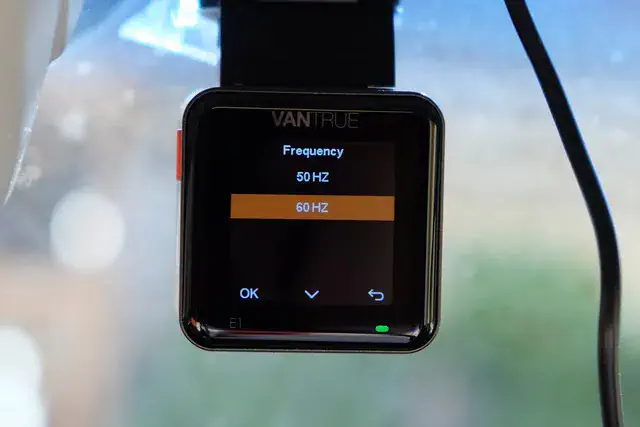 VANTRUE
Frequency
50 HZ
60 HZ
OK
E1